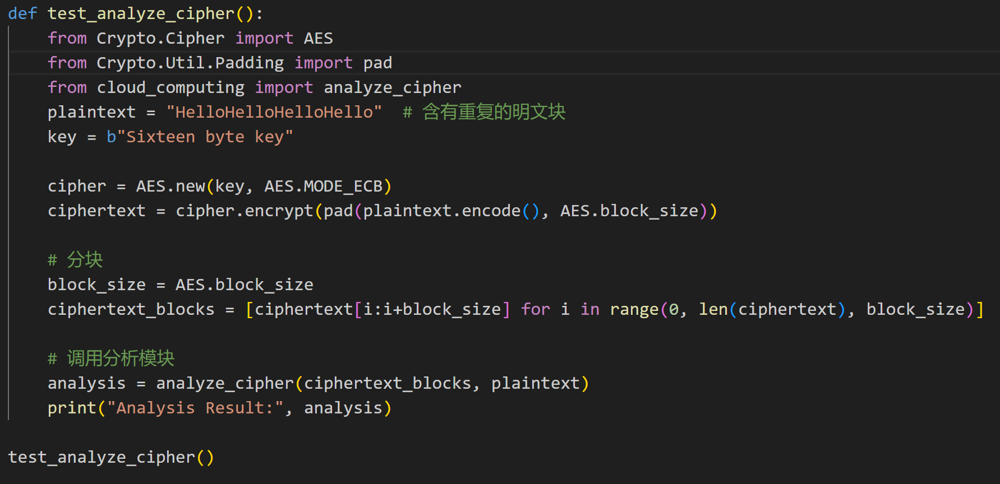 def test_analyze_cipher():
    from Crypto.Cipher import AES
    from Crypto.Util.Padding import pad
    from cloud_computing import analyze_cipher
    plaintext = "HelloHelloHelloHello"  # 含有重复的明文块
    key = b"Sixteen byte key"

    cipher = AES.new(key, AES.MODE_ECB)
    ciphertext = cipher.encrypt(pad(plaintext.encode(), AES.block_size))

    # 分块
    block_size = AES.block_size
    ciphertext_blocks = [ciphertext[i:i+block_size] for i in range(0, len(ciphertext), block_size)]

    # 调用分析模块
    analysis = analyze_cipher(ciphertext_blocks, plaintext)
    print("Analysis Result:", analysis)

test_analyze_cipher()